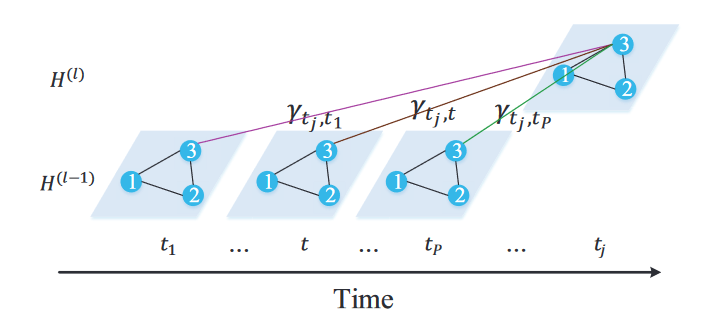 H^{(l)}
3
1
2
γ_{t_j,t_1} γ_{t_j,t} γ_{t_j,t_P}
H^{(l-1)}
3 3 3
1 1 1
2 2 2
t_1 ... t ... t_P ... t_j
Time